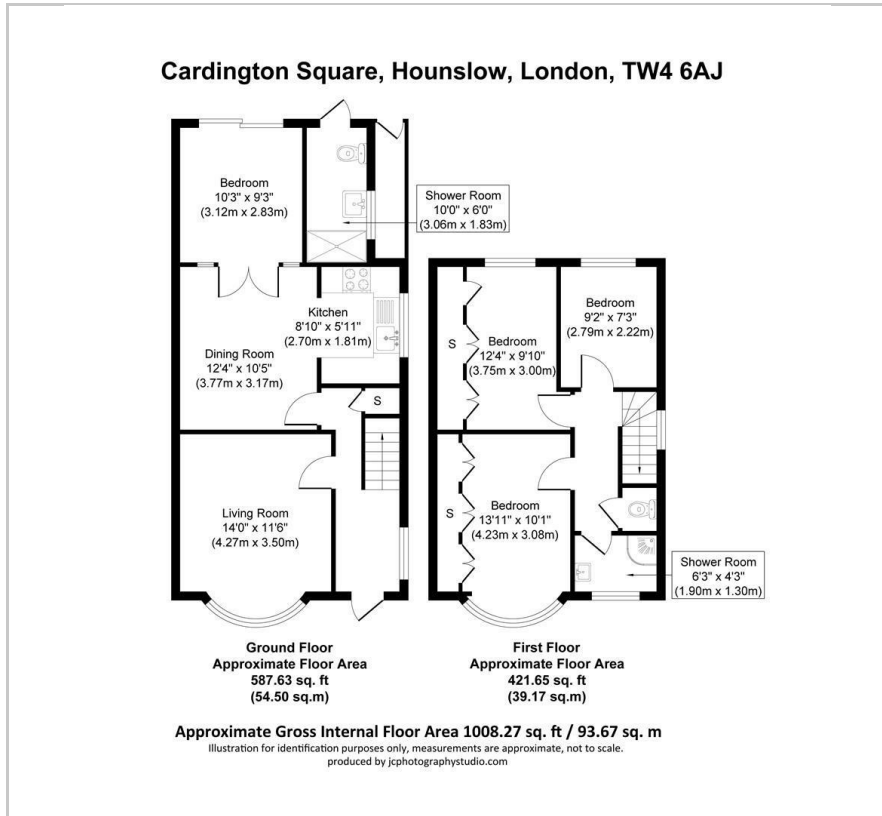 Cardington Square, Hounslow, London, TW4 6AJ
Bedroom
10'3" x 9'3"
(3.12m x 2.83m)
Shower Room
10'0" x 6'0"
(3.06m x 1.83m)
Kitchen
8'10" x 5'11"
(2.70m x 1.81m)
Dining Room
12'4" x 10'5"
(3.77m x 3.17m)
S
Living Room
14'0" x 11'6"
(4.27m x 3.50m)
Ground Floor
Approximate Floor Area
587.63 sq. ft
(54.50 sq.m)
Bedroom
9'2" x 7'3"
(2.79m x 2.22m)
S
Bedroom
12'4" x 9'10"
(3.75m x 3.00m)
S
Bedroom
13'11" x 10'1"
(4.23m x 3.08m)
Shower Room
6'3" x 4'3"
(1.90m x 1.30m)
First Floor
Approximate Floor Area
421.65 sq. ft
(39.17 sq.m)
Approximate Gross Internal Floor Area 1008.27 sq. ft / 93.67 sq. m
Illustration for identification purposes only, measurements are approximate, not to scale.
produced by jcphotographystudio.com